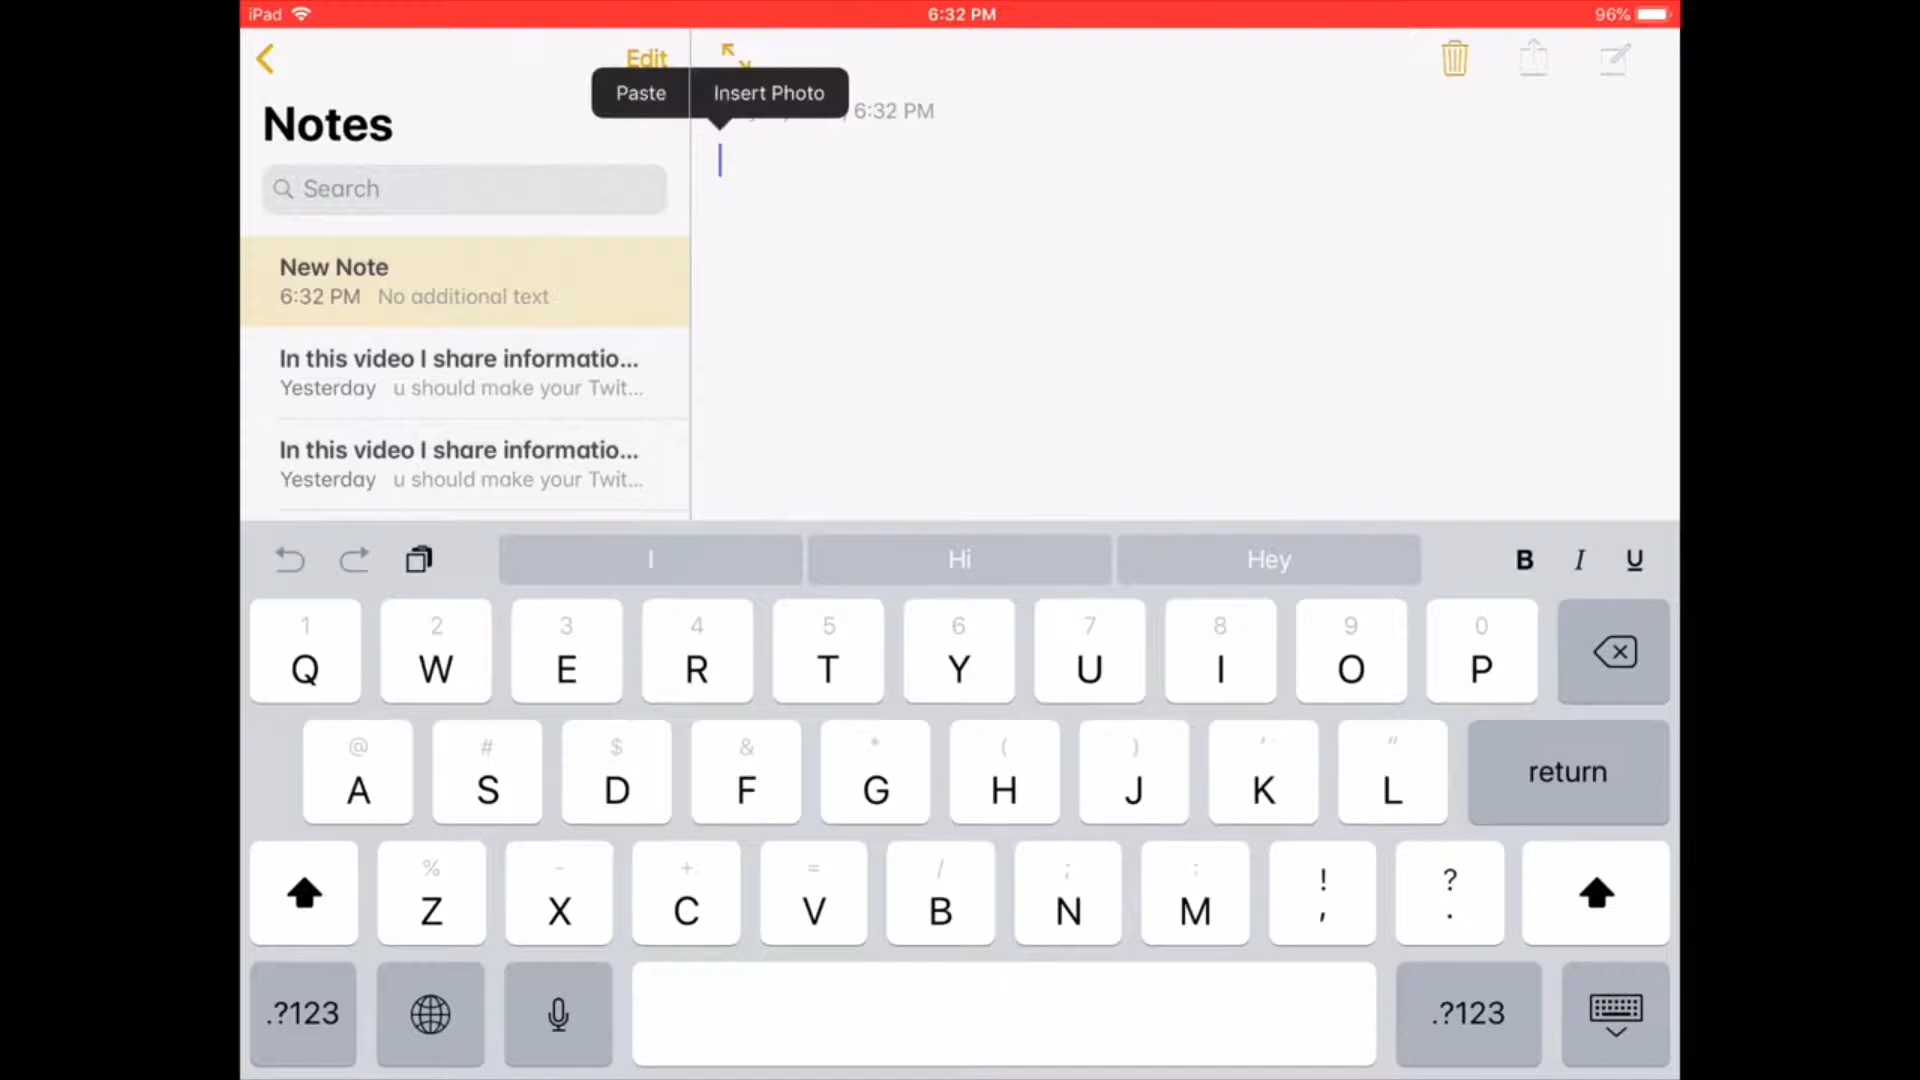 iPad 6:32 PM 96%
Edit
Paste Insert Photo
6:32 PM
Notes
Search
New Note
6:32 PM No additional text
In this video I share informatio...
Yesterday u should make your Twit...
In this video I share informatio...
Yesterday u should make your Twit...
I Hi Hey B I U
1 2 3 4 5 6 7 8 9 0
Q W E R T Y U I O P
@ # $ & * ( ) ' "
A S D F G H J K L return
% - + = / ; : ! ?
Z X C V B N M , .
.?123 .?123